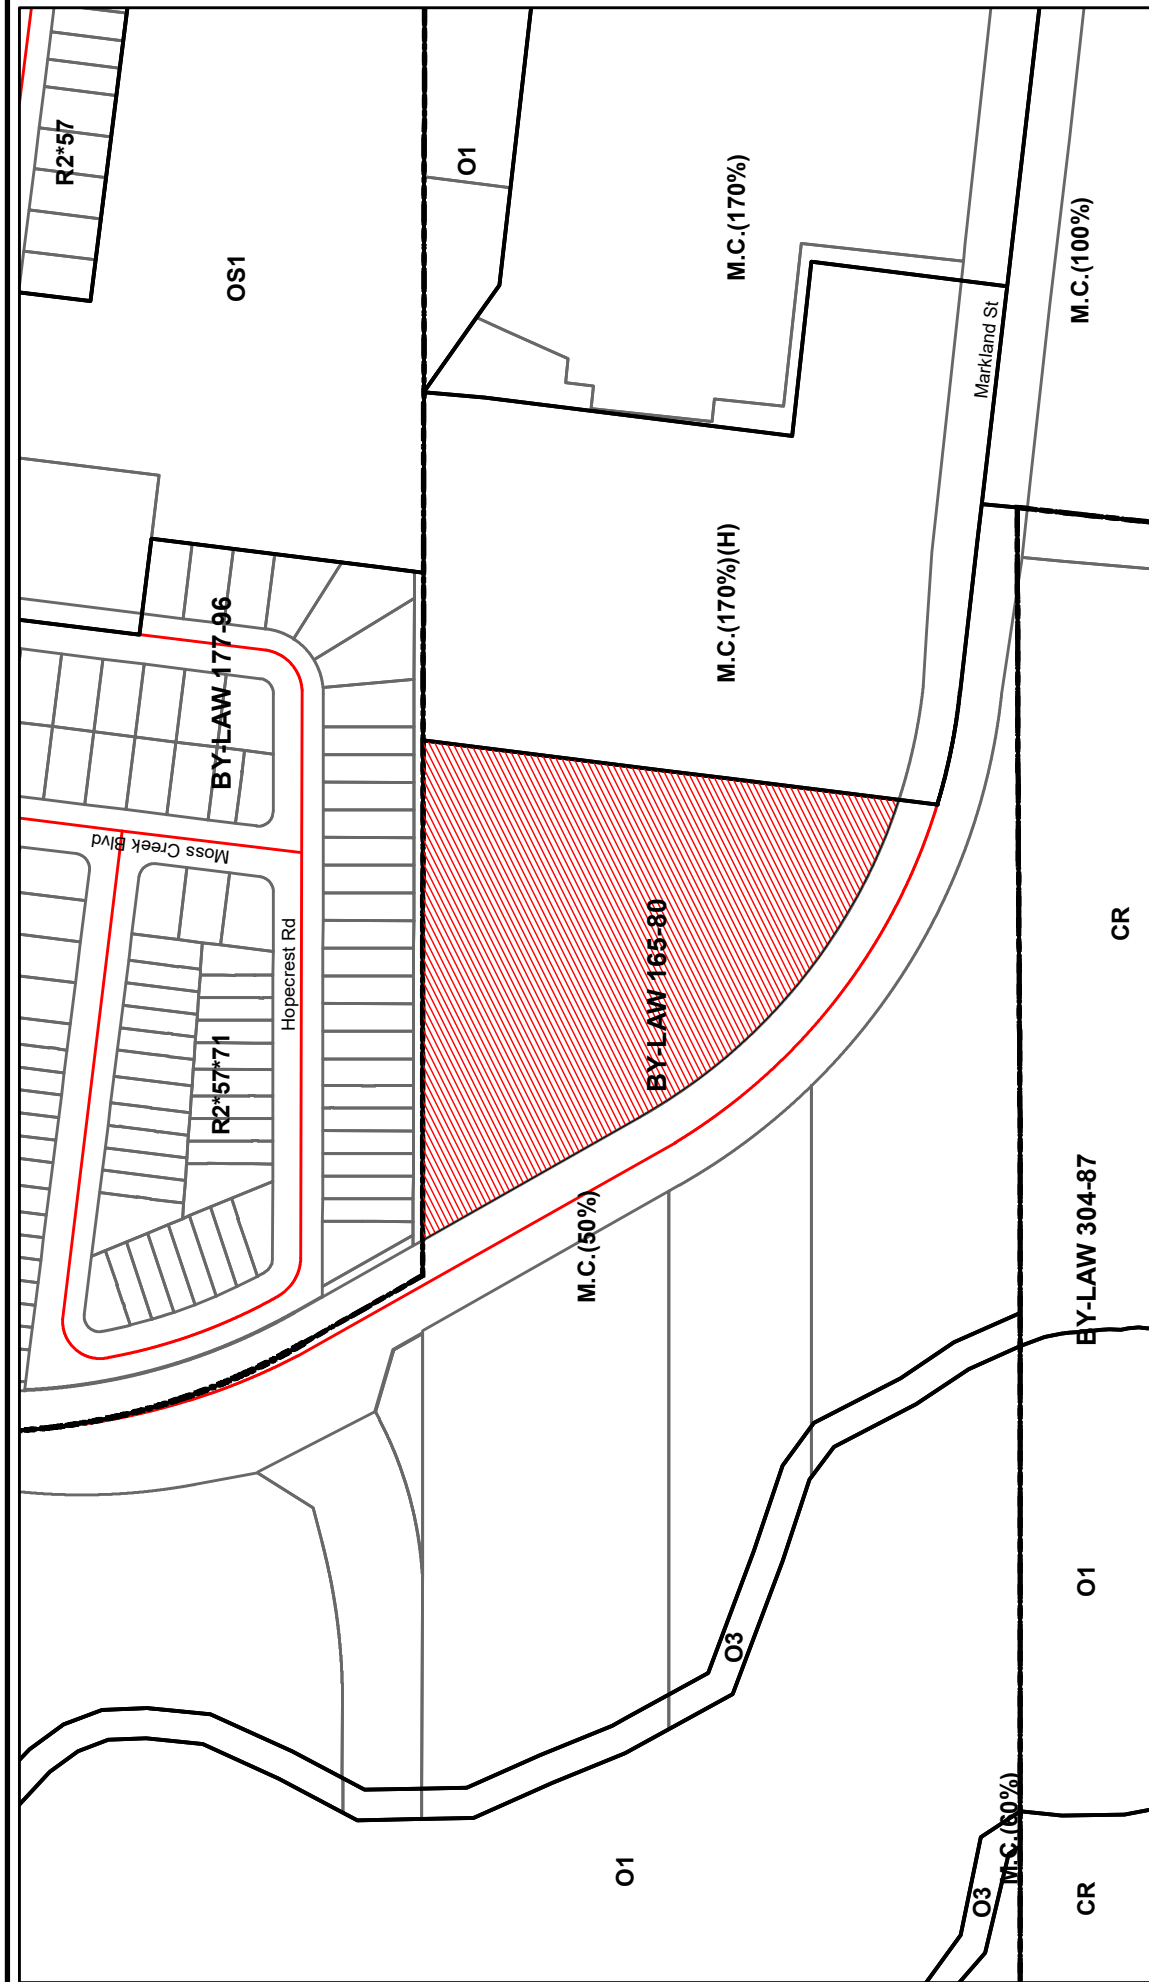 R2*57
OS1
O1
M.C.(170%)
M.C.(100%)
Markland St
M.C.(170%)(H)
BY-LAW 177-96
Moss Creek Blvd
Hopecrest Rd
R2*57*71
BY-LAW 165-80
CR
M.C.(50%)
BY-LAW 304-87
O3
O1
O1
M.C.(60%)
O3
CR